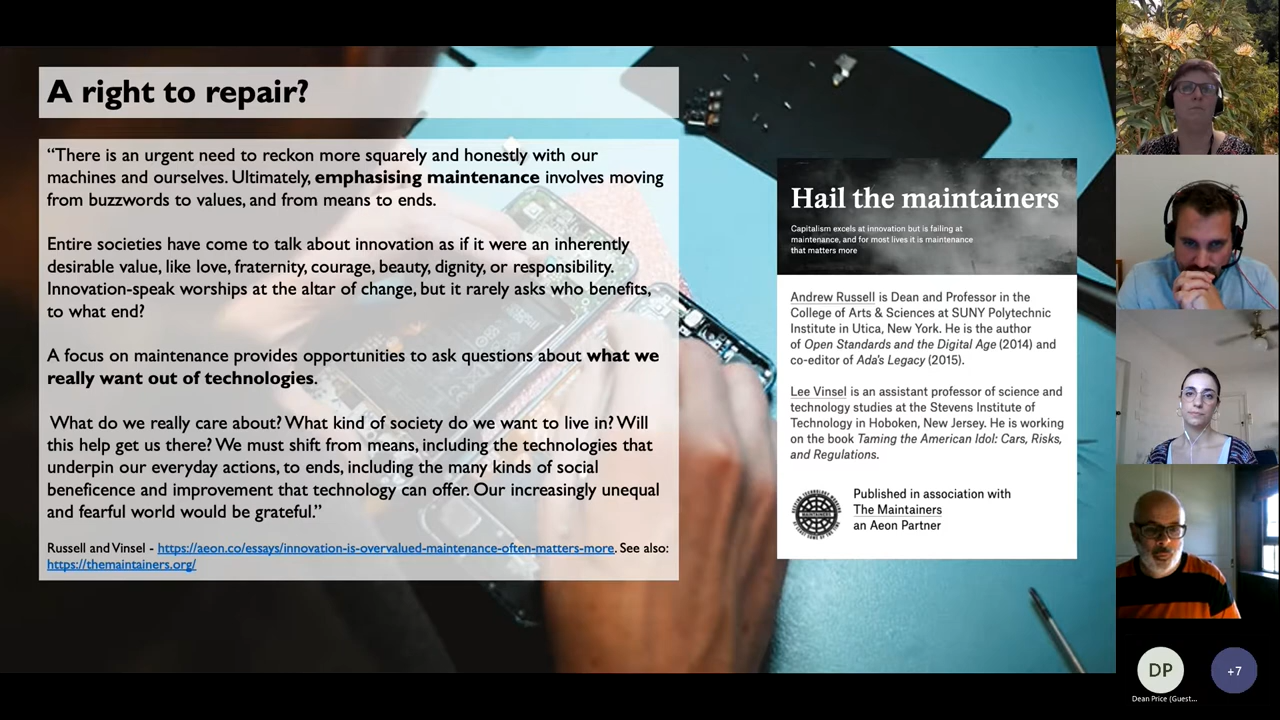 A right to repair?
“There is an urgent need to reckon more squarely and honestly with our
machines and ourselves. Ultimately, emphasising maintenance involves moving
from buzzwords to values, and from means to ends.
Entire societies have come to talk about innovation as if it were an inherently
desirable value, like love, fraternity, courage, beauty, dignity, or responsibility.
Innovation-speak worships at the altar of change, but it rarely asks who benefits,
to what end?
A focus on maintenance provides opportunities to ask questions about what we
really want out of technologies.
What do we really care about? What kind of society do we want to live in? Will
this help get us there? We must shift from means, including the technologies that
underpin our everyday actions, to ends, including the many kinds of social
beneficence and improvement that technology can offer. Our increasingly unequal
and fearful world would be grateful.”
Russell and Vinsel - https://aeon.co/essays/innovation-is-overvalued-maintenance-often-matters-more. See also:
https://themaintainers.org/
Hail the maintainers
Capitalism excels at innovation but is failing at
maintenance, and for most lives it is maintenance
that matters more
Andrew Russell is Dean and Professor in the
College of Arts & Sciences at SUNY Polytechnic
Institute in Utica, New York. He is the author
of Open Standards and the Digital Age (2014) and
co-editor of Ada’s Legacy (2015).
Lee Vinsel is an assistant professor of science and
technology studies at the Stevens Institute of
Technology in Hoboken, New Jersey. He is working
on the book Taming the American Idol: Cars, Risks,
and Regulations.
MAINTAINERS
Published in association with
The Maintainers
an Aeon Partner
DP
Dean Price (Guest...
+7